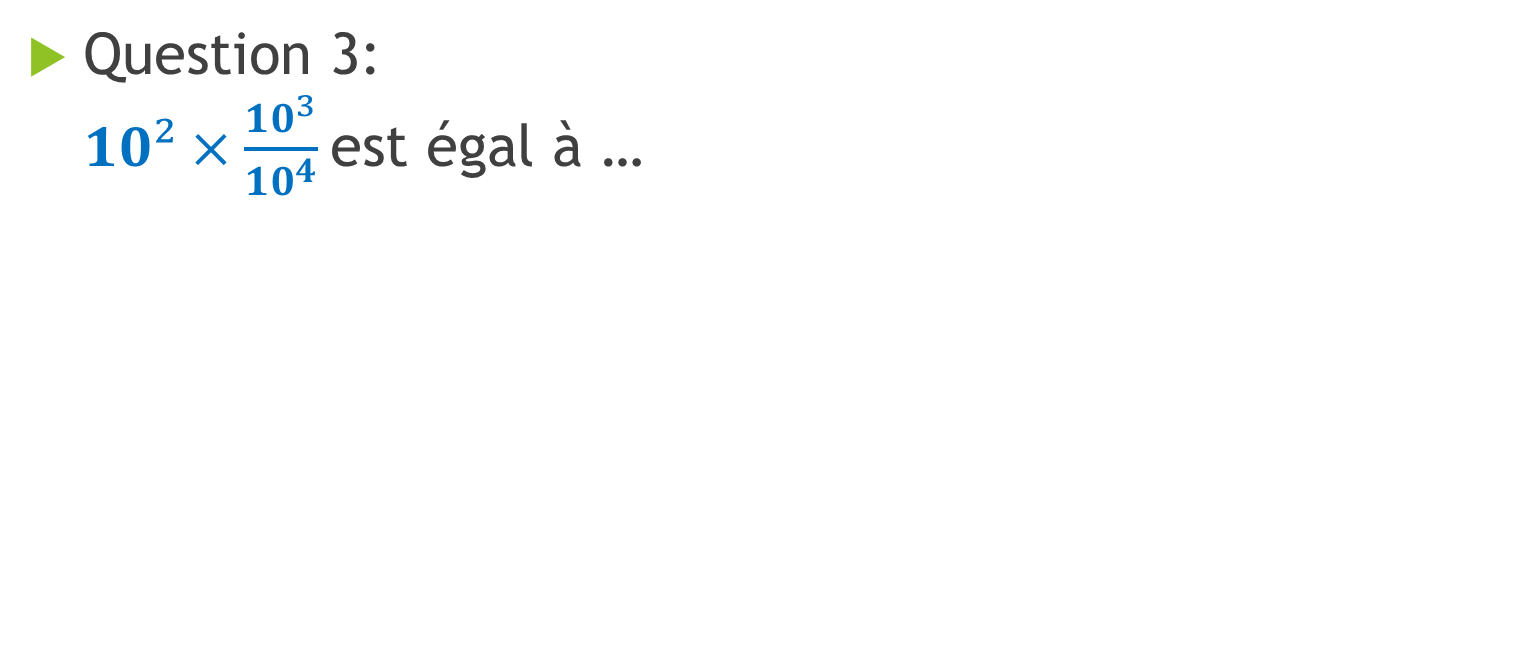 Question 3:
10² × 10³/10⁴ est égal à …